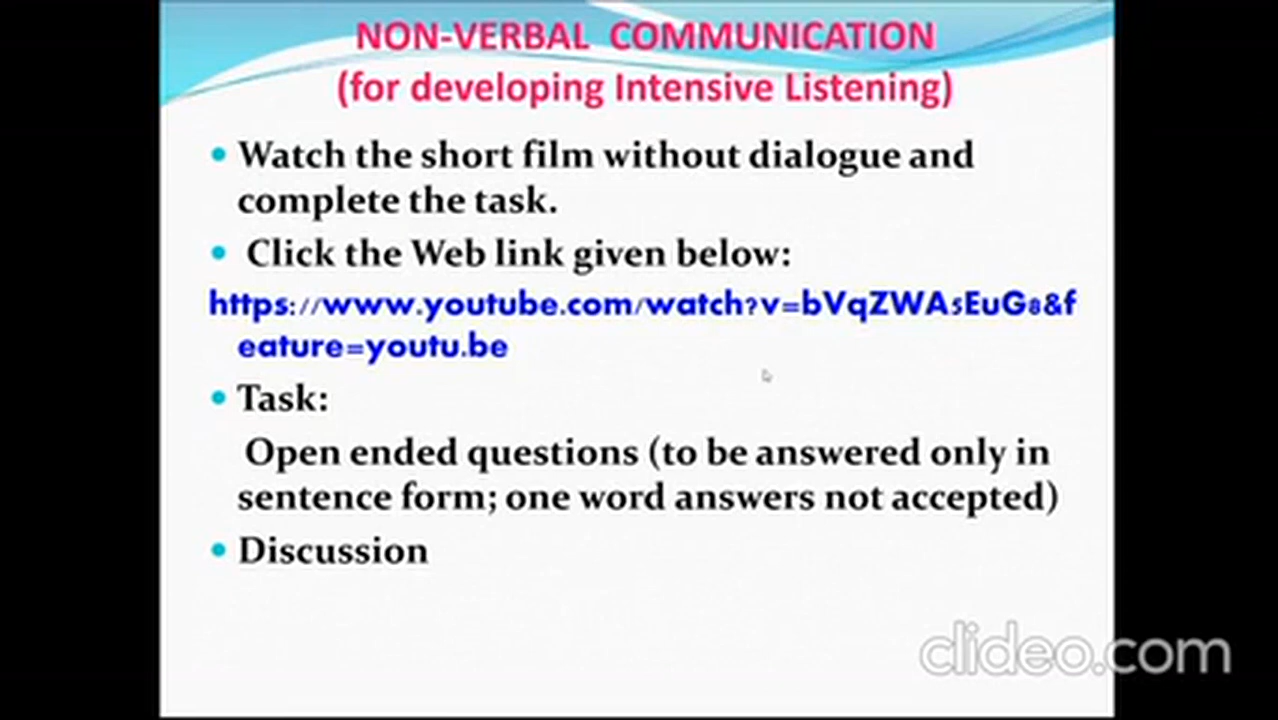 NON-VERBAL COMMUNICATION
(for developing Intensive Listening)
• Watch the short film without dialogue and
complete the task.
• Click the Web link given below:
https://www.youtube.com/watch?v=bVqZWA5EuG8&f
eature=youtu.be
• Task:
Open ended questions (to be answered only in
sentence form; one word answers not accepted)
• Discussion
clideo.com